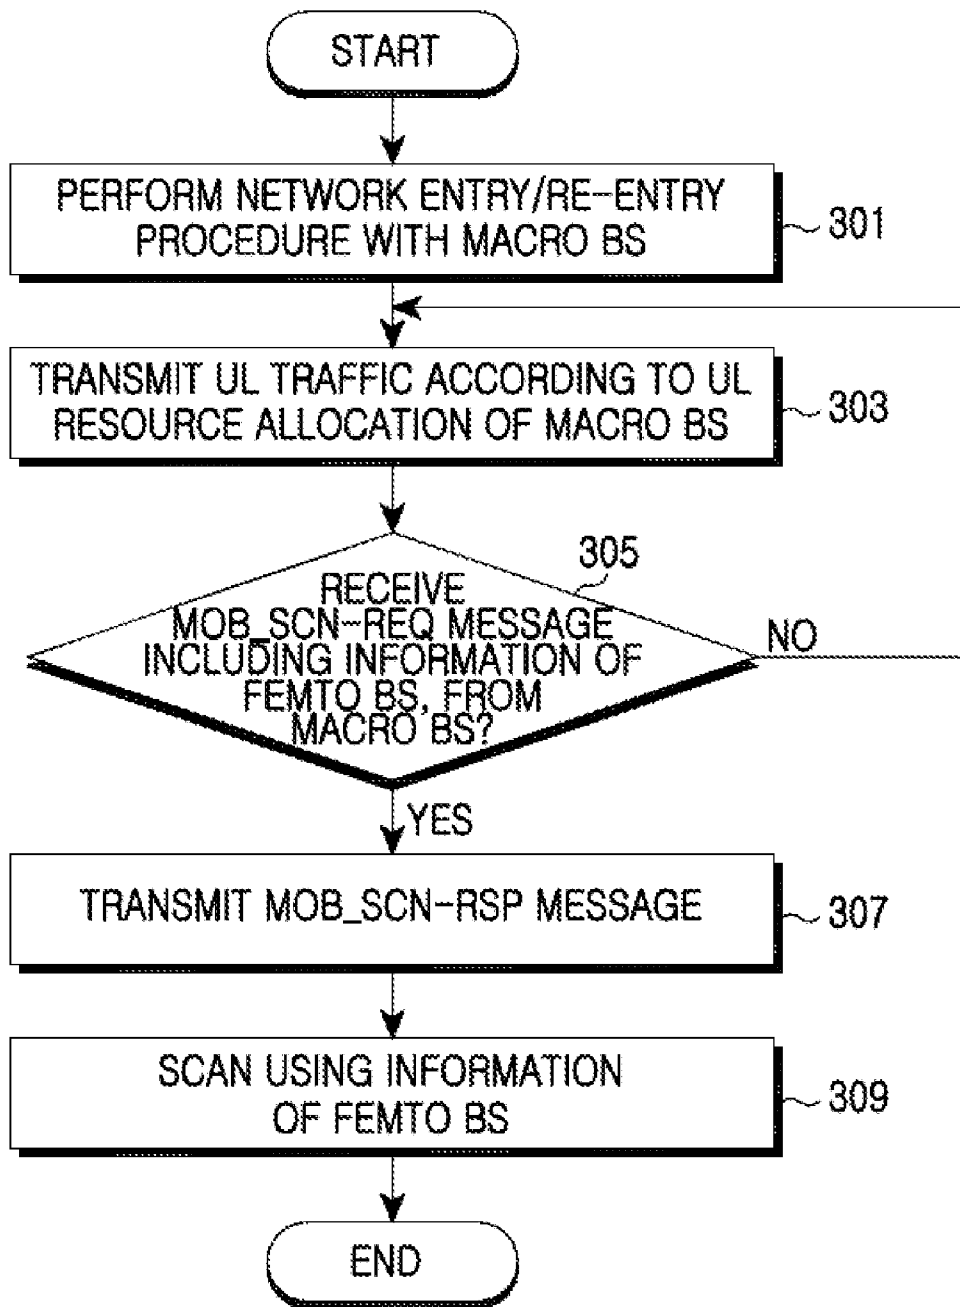 START
PERFORM NETWORK ENTRY/RE-ENTRY
PROCEDURE WITH MACRO BS
301
TRANSMIT UL TRAFFIC ACCORDING TO UL
RESOURCE ALLOCATION OF MACRO BS
303
305
RECEIVE
MOB_SCN-REQ MESSAGE
INCLUDING INFORMATION OF
FEMTO BS, FROM
MACRO BS?
NO
YES
TRANSMIT MOB_SCN-RSP MESSAGE
307
SCAN USING INFORMATION
OF FEMTO BS
309
END